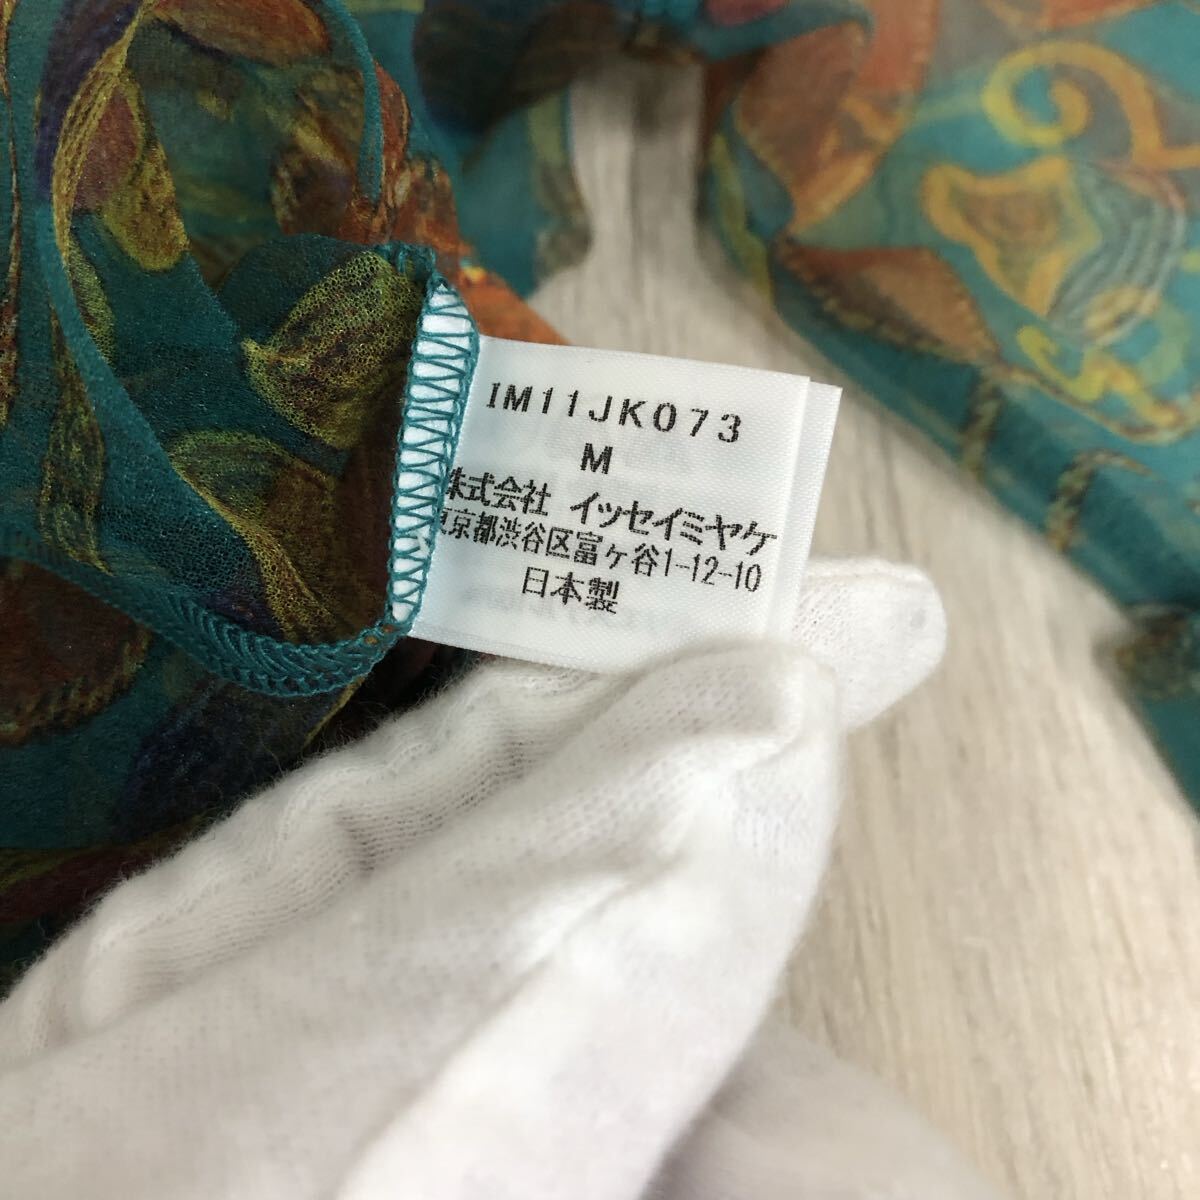 IM11JK073
M
株式会社 イッセイミヤケ
東京都渋谷区富ヶ谷1-12-10
日本製